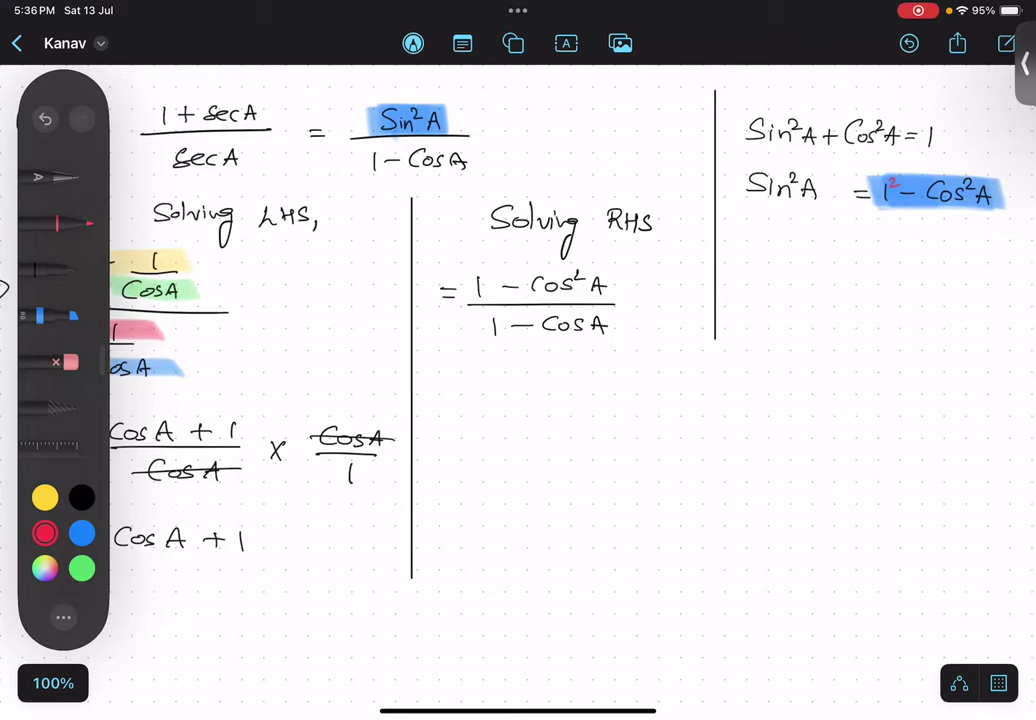 5:36 PM Sat 13 Jul
95%
Kanav
A
1 + secA
secA
=
Sin²A
1 - CosA
Solving LHS,
1
CosA
1
osA
CosA + 1
CosA
x
CosA
1
CosA + 1
Solving RHS
= 1 - Cos²A
1 - CosA
Sin²A + Cos²A = 1
Sin²A = 1² - Cos²A
100%